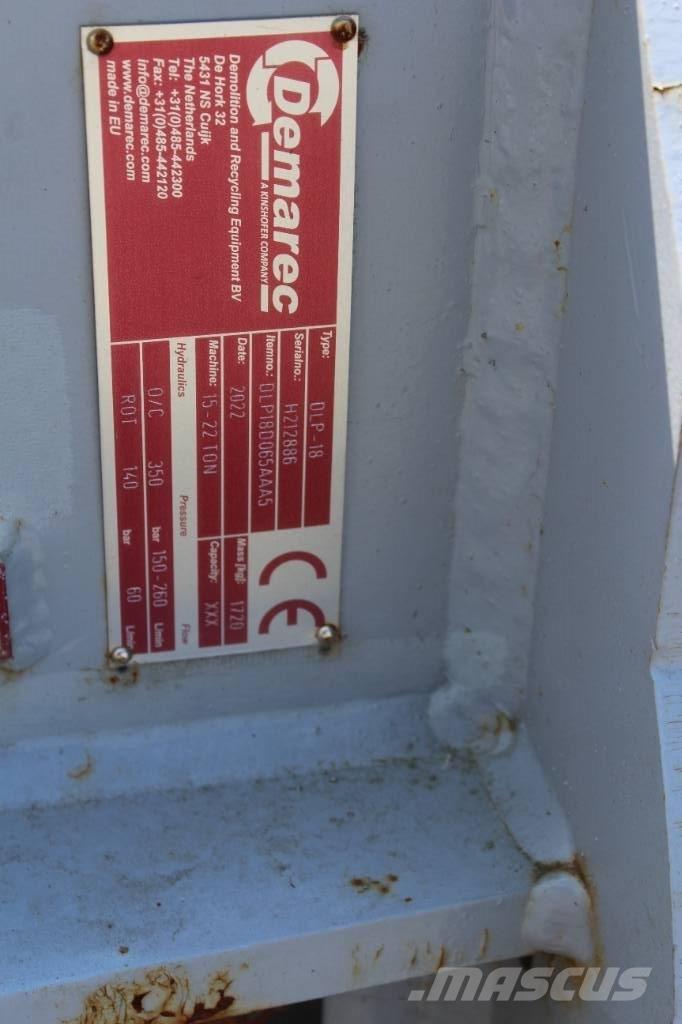 Demarec
A KINSHOFER COMPANY
Demolition and Recycling Equipment BV
De Hork 32
5431 NS Cuijk
The Netherlands
Tel: +31(0)485-442300
Fax: +31(0)485-442120
info@demarec.com
www.demarec.com
made in EU
Type: DLP-18
Serialno.: H212886
Itemno.: DLP18D065AAA5
Date: 2022 Mass [kg]: 1720
Machine: 15-22 TON Capacity: XXX
Hydraulics Pressure Flow
O/C 350 bar 150-260 L/min
ROT 140 bar 60 L/min
CE
MASCUS